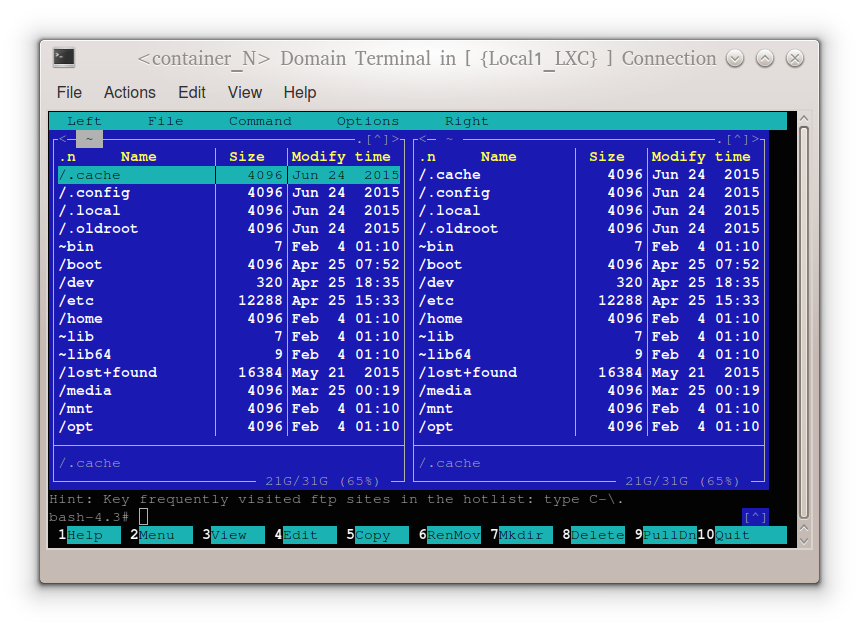 <container_N> Domain Terminal in [ {Local1_LXC} ] Connection
File Actions Edit View Help
Left File Command Options Right
<— ~ .[^]> <— ~ .[^]>
.n Name Size Modify time .n Name Size Modify time
/.cache 4096 Jun 24 2015 /.cache 4096 Jun 24 2015
/.config 4096 Jun 24 2015 /.config 4096 Jun 24 2015
/.local 4096 Jun 24 2015 /.local 4096 Jun 24 2015
/.oldroot 4096 Jun 24 2015 /.oldroot 4096 Jun 24 2015
~bin 7 Feb 4 01:10 ~bin 7 Feb 4 01:10
/boot 4096 Apr 25 07:52 /boot 4096 Apr 25 07:52
/dev 320 Apr 25 18:35 /dev 320 Apr 25 18:35
/etc 12288 Apr 25 15:33 /etc 12288 Apr 25 15:33
/home 4096 Feb 4 01:10 /home 4096 Feb 4 01:10
~lib 7 Feb 4 01:10 ~lib 7 Feb 4 01:10
~lib64 9 Feb 4 01:10 ~lib64 9 Feb 4 01:10
/lost+found 16384 May 21 2015 /lost+found 16384 May 21 2015
/media 4096 Mar 25 00:19 /media 4096 Mar 25 00:19
/mnt 4096 Feb 4 01:10 /mnt 4096 Feb 4 01:10
/opt 4096 Feb 4 01:10 /opt 4096 Feb 4 01:10
/.cache /.cache
21G/31G (65%) 21G/31G (65%)
Hint: Key frequently visited ftp sites in the hotlist: type C-\.
bash-4.3# [^]
1Help 2Menu 3View 4Edit 5Copy 6RenMov 7Mkdir 8Delete 9PullDn 10Quit